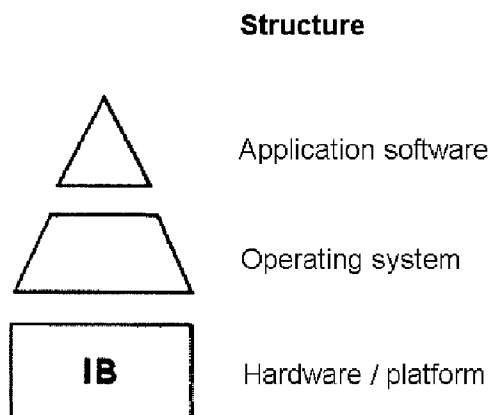 Structure
Application software
Operating system
IB
Hardware / platform